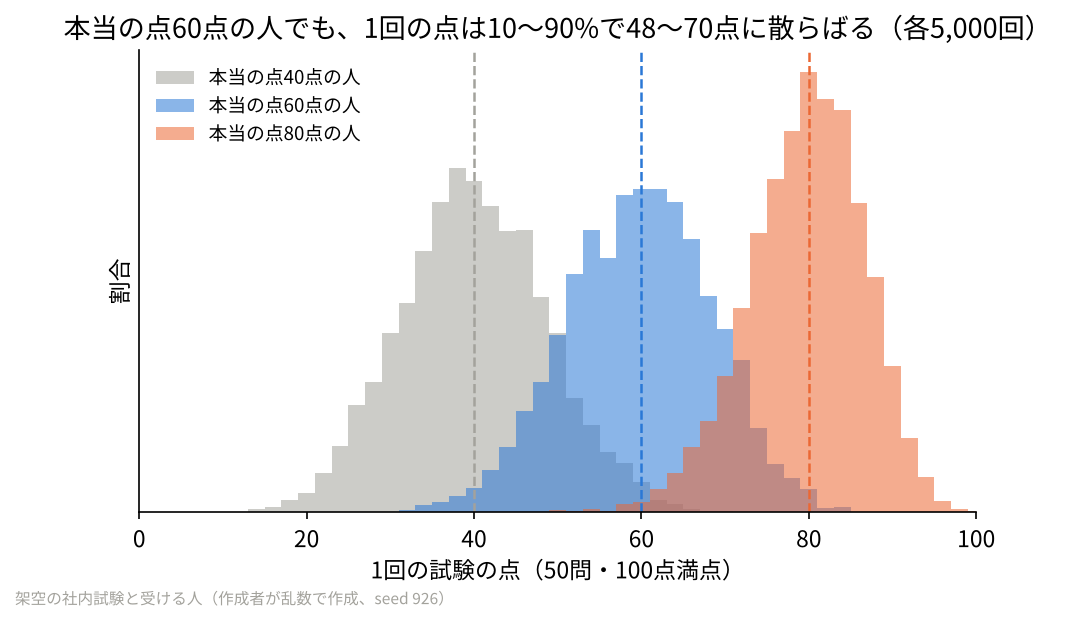 本当の点60点の人でも、1回の点は10〜90%で48〜70点に散らばる（各5,000回）
本当の点40点の人
本当の点60点の人
本当の点80点の人
割合
0 20 40 60 80 100
1回の試験の点（50問・100点満点）
架空の社内試験と受ける人（作成者が乱数で作成、seed 926）